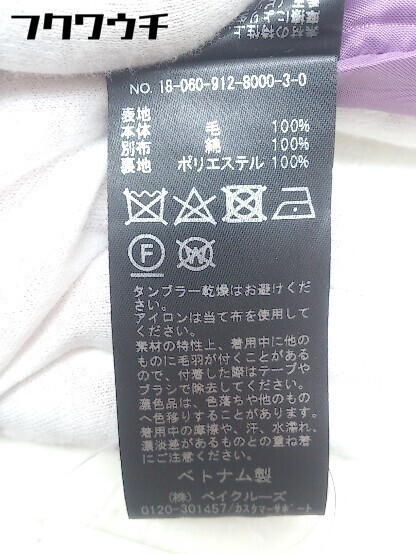 フクワウチ
素材の特性上
NO. 18-060-912-8000-3-0
表地
本体 毛 100%
別布 綿 100%
裏地 ポリエステル 100%
F W
タンブラー乾燥はお避けくだ
さい。
アイロンは当て布を使用して
ください。
素材の特性上、着用中に他の
ものに毛羽が付くことがある
ので、付着した際はテープや
ブラシで除去してください。
濃色品は、色落ちや他のもの
へ色移りすることがあります。
着用中の摩擦や、汗、水濡れ、
濃淡差があるものとの重ね着
にご注意ください。
ベトナム製
(株) ベイクルーズ
0120-301457/カスタマーサポート